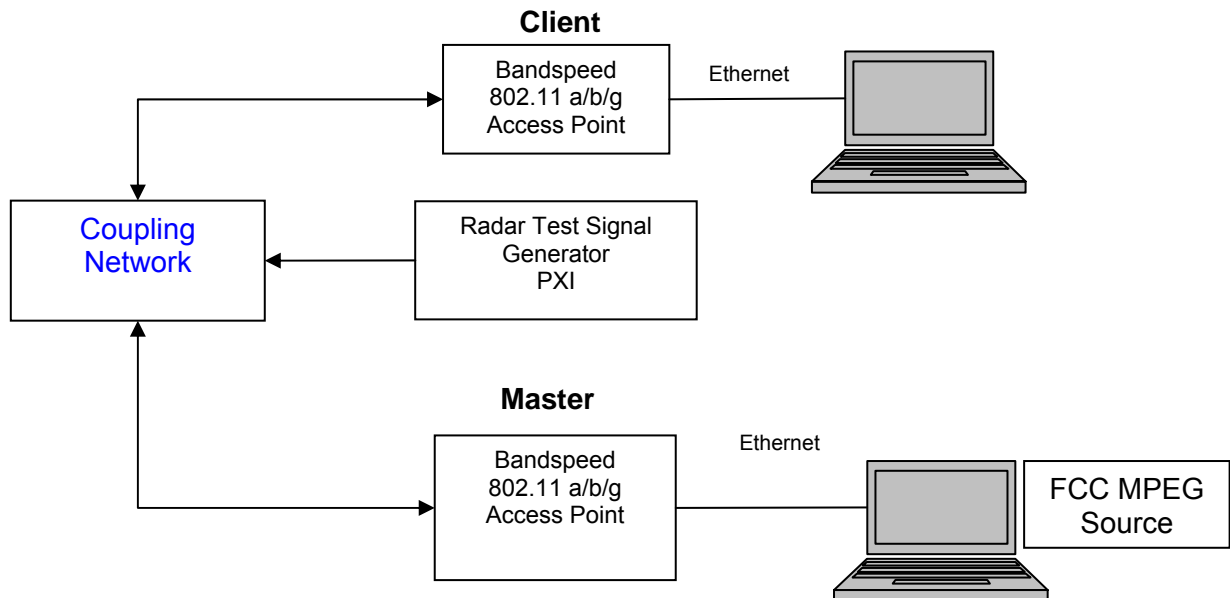 Client
Bandspeed
802.11 a/b/g
Access Point
Ethernet
Coupling
Network
Radar Test Signal
Generator
PXI
Master
Bandspeed
802.11 a/b/g
Access Point
Ethernet
FCC MPEG
Source